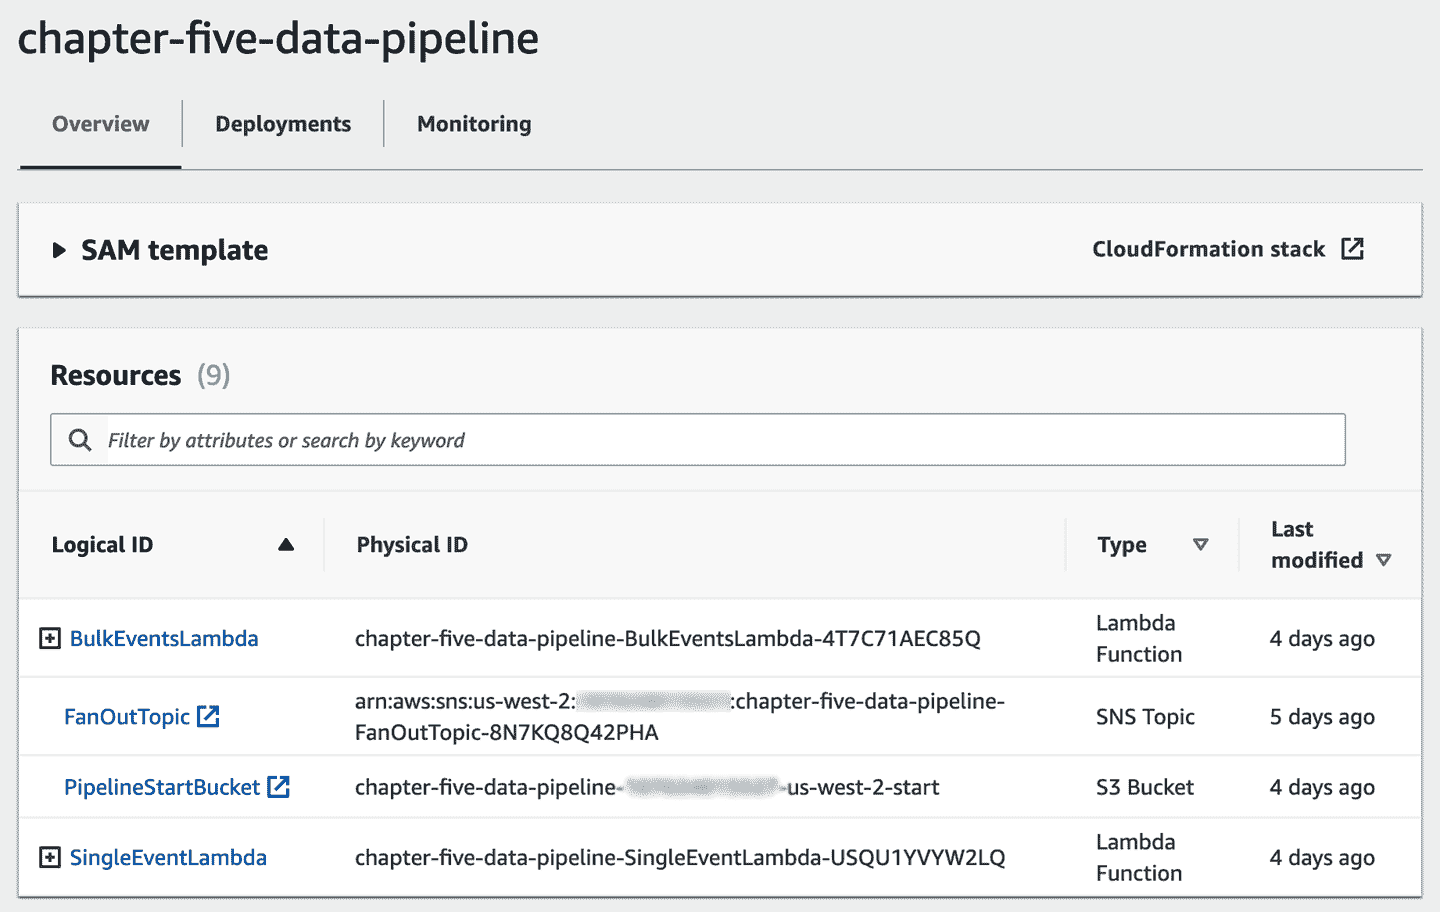 chapter-five-data-pipeline
Overview
Deployments
Monitoring
SAM template
CloudFormation stack
Resources (9)
Filter by attributes or search by keyword
Logical ID
Physical ID
Type
Last
modified
BulkEventsLambda
chapter-five-data-pipeline-BulkEventsLambda-4T7C71AEC85Q
Lambda
Function
4 days ago
FanOutTopic
arn:aws:sns:us-west-2: :chapter-five-data-pipeline-
FanOutTopic-8N7KQ8Q42PHA
SNS Topic
5 days ago
PipelineStartBucket
chapter-five-data-pipeline- -us-west-2-start
S3 Bucket
4 days ago
SingleEventLambda
chapter-five-data-pipeline-SingleEventLambda-USQU1YVYW2LQ
Lambda
Function
4 days ago